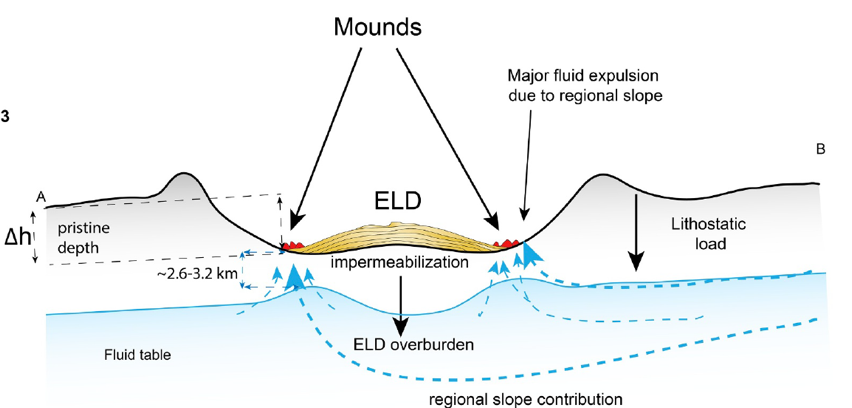 Mounds
Major fluid expulsion
due to regional slope
3
B
A
ELD
Δh
pristine
depth
Lithostatic
load
impermeabilization
~2.6-3.2 km
ELD overburden
Fluid table
regional slope contribution